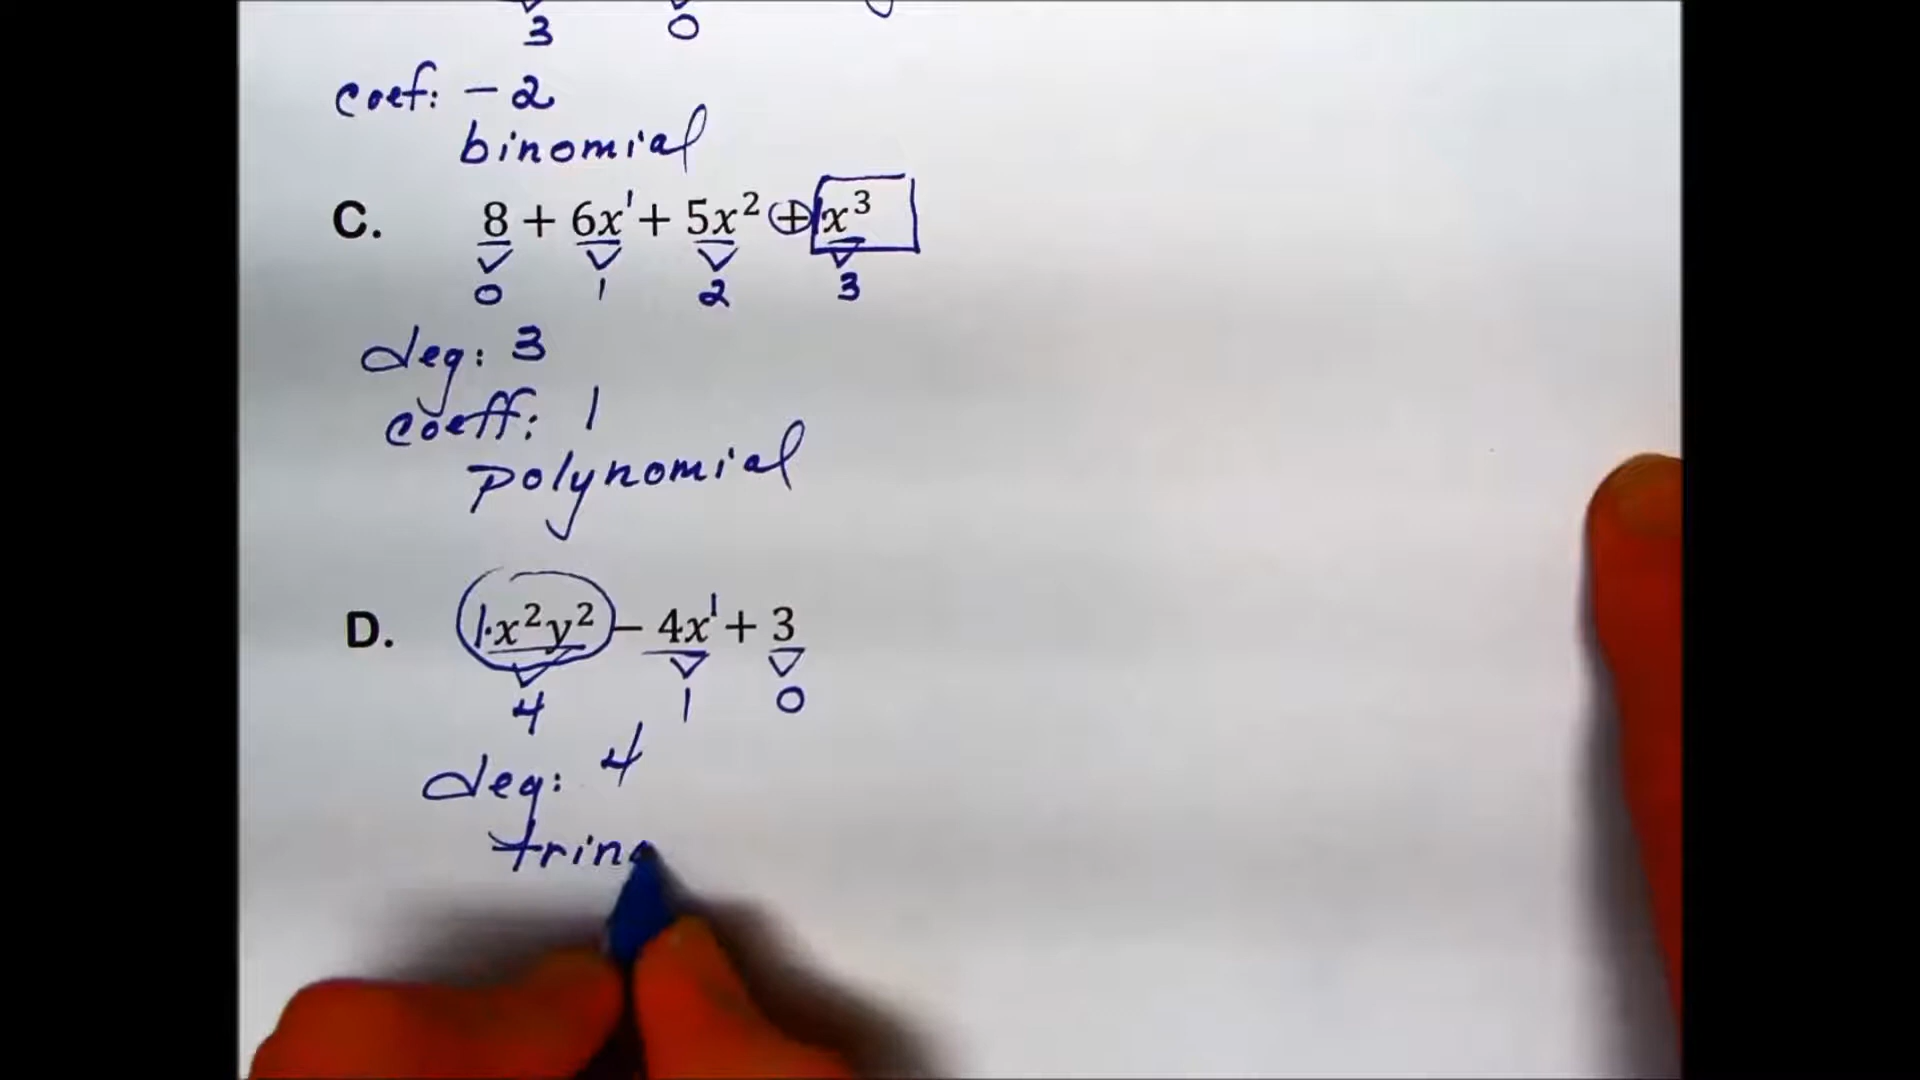 3 0
coef: -2
binomial
C. 8 + 6x¹ + 5x² + x³
0 1 2 3
deg: 3
coeff: 1
polynomial
D. 1·x²y² - 4x¹ + 3
4 1 0
deg: 4
trino